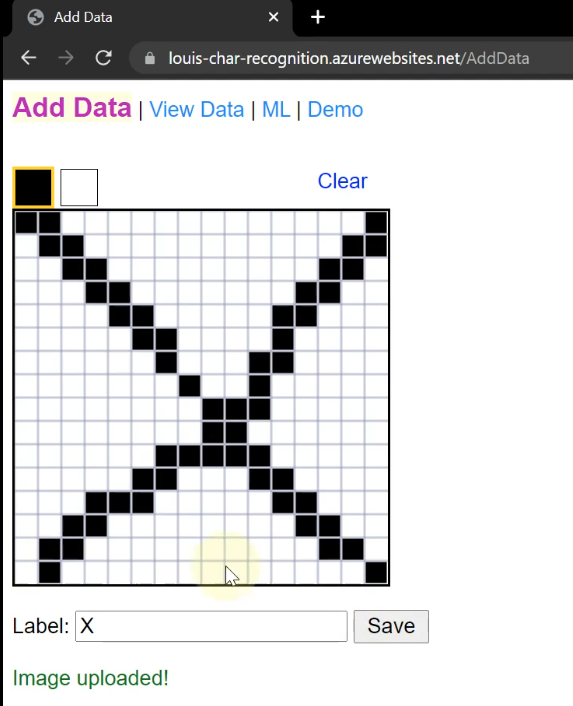 Add Data
louis-char-recognition.azurewebsites.net/AddData
Add Data | View Data | ML | Demo
Clear
Label: X Save
Image uploaded!